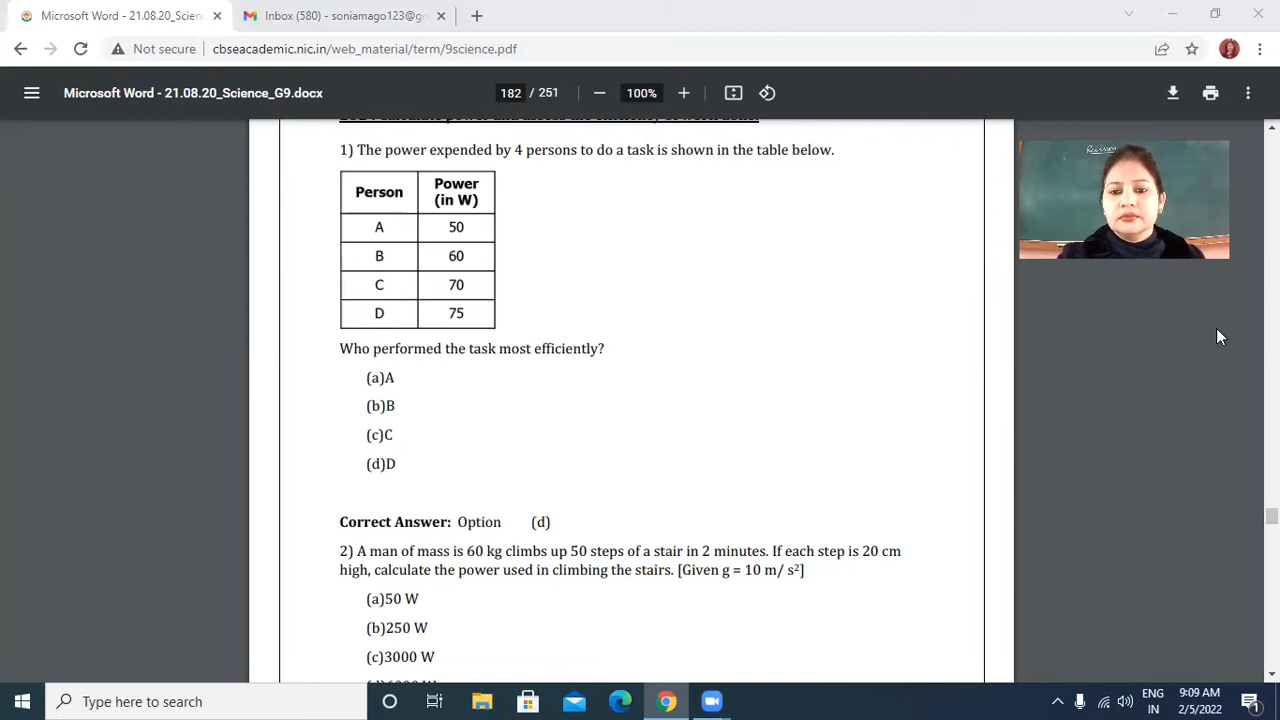 Microsoft Word - 21.08.20_Scien
Inbox (580) - soniamago123@g
Not secure
cbseacademic.nic.in/web_material/term/9science.pdf
Microsoft Word - 21.08.20_Science_G9.docx
182 / 251
100%
1) The power expended by 4 persons to do a task is shown in the table below.
Person Power (in W)
A 50
B 60
C 70
D 75
Who performed the task most efficiently?
(a)A
(b)B
(c)C
(d)D
Correct Answer: Option (d)
2) A man of mass is 60 kg climbs up 50 steps of a stair in 2 minutes. If each step is 20 cm
high, calculate the power used in climbing the stairs. [Given g = 10 m/ s²]
(a)50 W
(b)250 W
(c)3000 W
Type here to search
ENG
IN
9:09 AM
2/5/2022
1